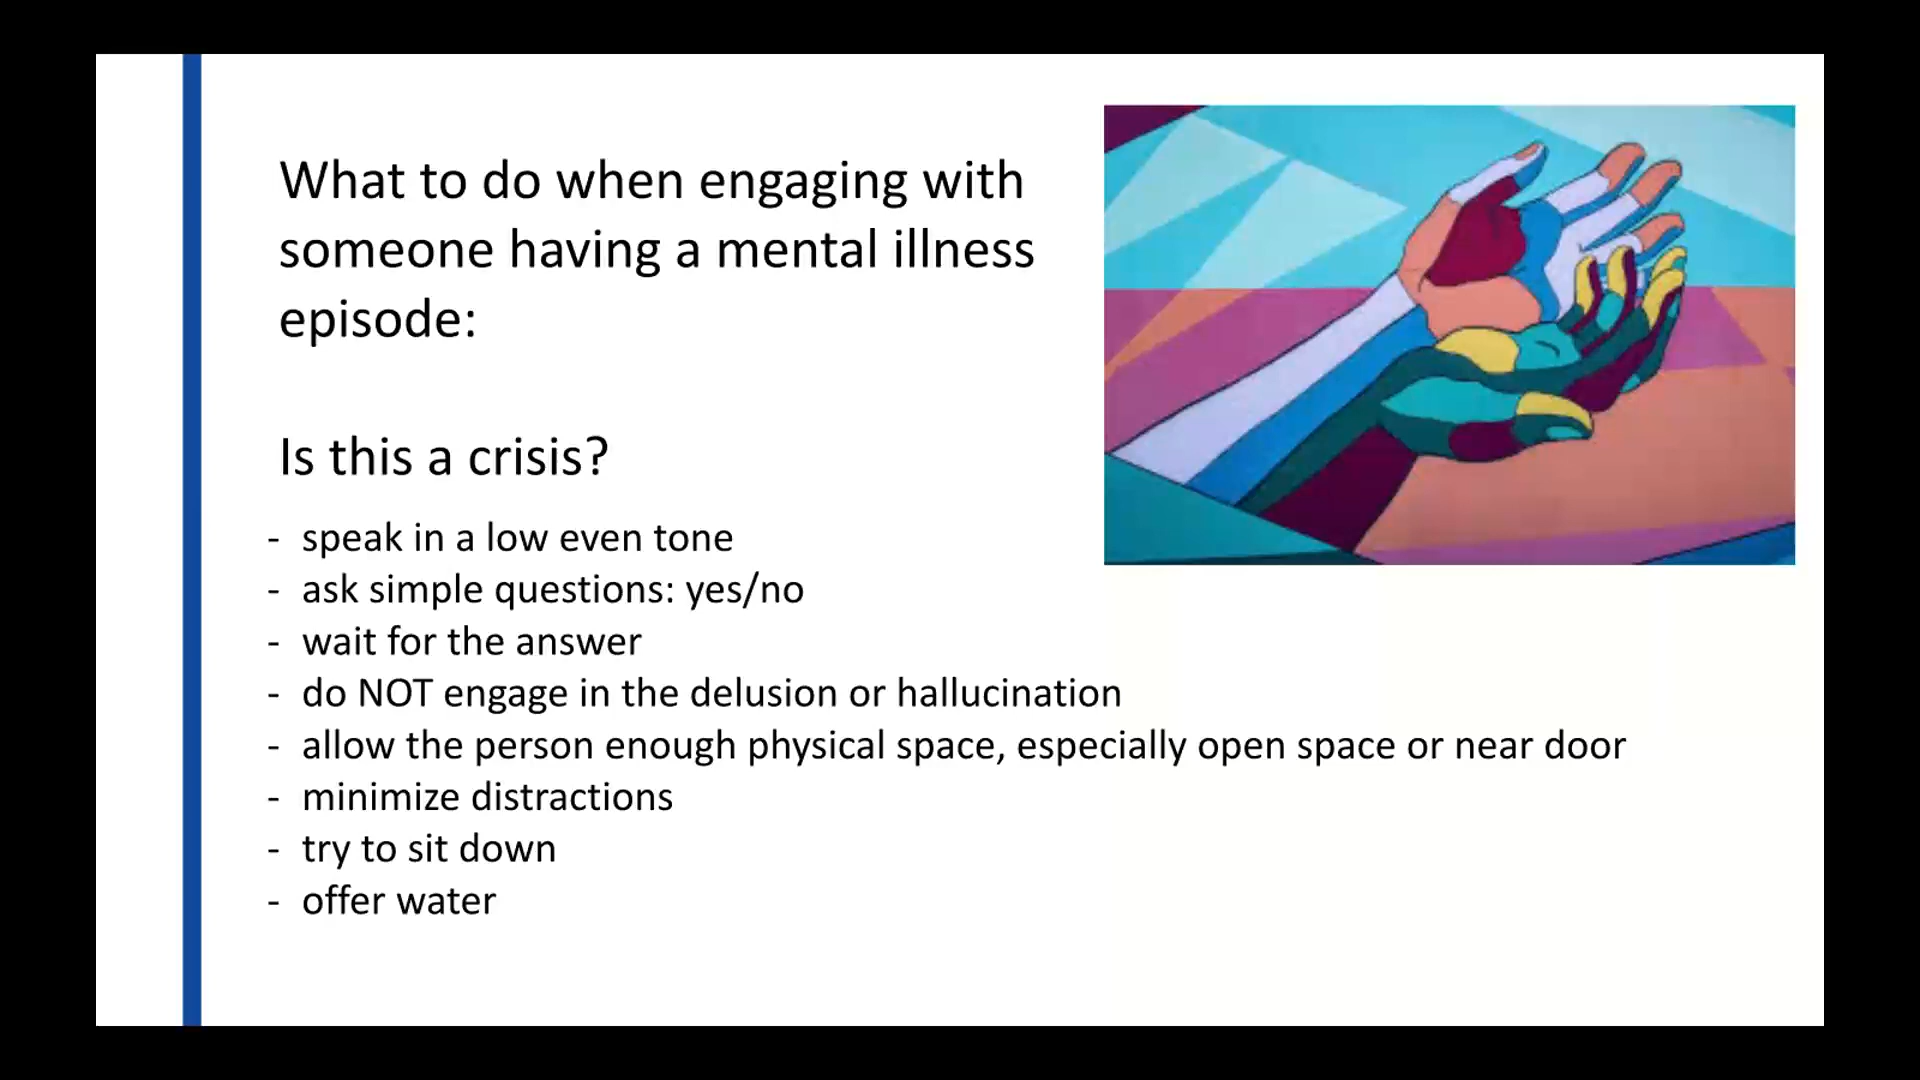 What to do when engaging with
someone having a mental illness
episode:
Is this a crisis?
- speak in a low even tone
- ask simple questions: yes/no
- wait for the answer
- do NOT engage in the delusion or hallucination
- allow the person enough physical space, especially open space or near door
- minimize distractions
- try to sit down
- offer water